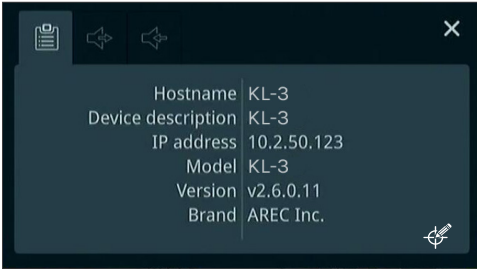 Hostname KL-3
Device description KL-3
IP address 10.2.50.123
Model KL-3
Version v2.6.0.11
Brand AREC Inc.